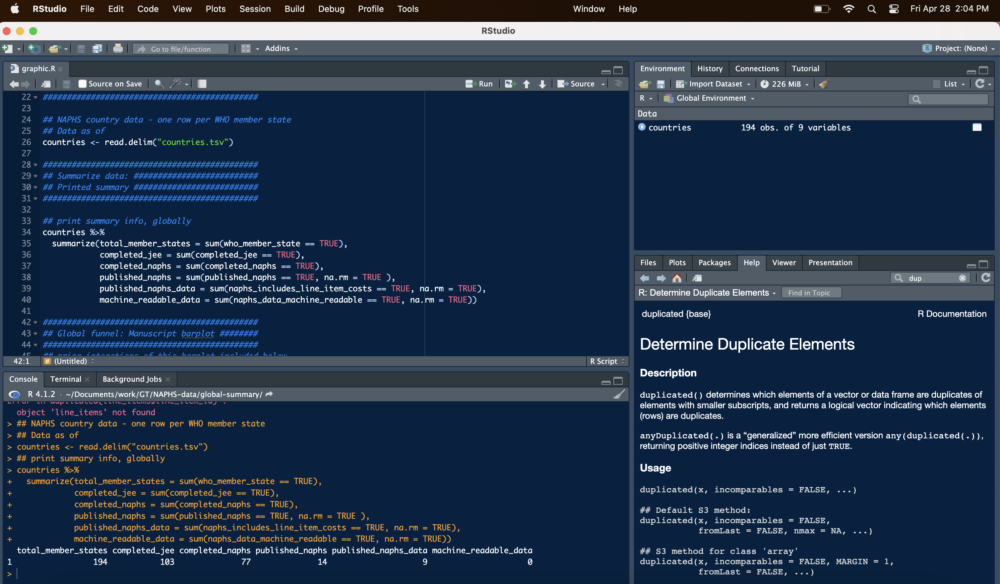 RStudio File Edit Code View Plots Session Build Debug Profile Tools Window Help Fri Apr 28 2:04 PM
RStudio
Go to file/function Addins Project: (None)
graphic.R
Source on Save Run Source
22 #############################################
23
24 ## NAPHS country data - one row per WHO member state
25 ## Data as of
26 countries <- read.delim("countries.tsv")
27
28 #############################################
29 ## Summarize data: ##########################
30 ## Printed summary ##########################
31 #############################################
32
33 ## print summary info, globally
34 countries %>%
35 summarize(total_member_states = sum(who_member_state == TRUE),
36 completed_jee = sum(completed_jee == TRUE),
37 completed_naphs = sum(completed_naphs == TRUE),
38 published_naphs = sum(published_naphs == TRUE, na.rm = TRUE ),
39 published_naphs_data = sum(naphs_includes_line_item_costs == TRUE, na.rm = TRUE),
40 machine_readable_data = sum(naphs_data_machine_readable == TRUE, na.rm = TRUE))
41
42 #############################################
43 ## Global funnel: Manuscript barplot ########
44 #############################################
45 ## prior interations of this barplot included below
42:1 # (Untitled) R Script
Console Terminal Background Jobs
R 4.1.2 · ~/Documents/work/GT/NAPHS-data/global-summary/
Error in duplicated(line_items$line_item_id) :
object 'line_items' not found
> ## NAPHS country data - one row per WHO member state
> ## Data as of
> countries <- read.delim("countries.tsv")
> ## print summary info, globally
> countries %>%
+ summarize(total_member_states = sum(who_member_state == TRUE),
+ completed_jee = sum(completed_jee == TRUE),
+ completed_naphs = sum(completed_naphs == TRUE),
+ published_naphs = sum(published_naphs == TRUE, na.rm = TRUE ),
+ published_naphs_data = sum(naphs_includes_line_item_costs == TRUE, na.rm = TRUE),
+ machine_readable_data = sum(naphs_data_machine_readable == TRUE, na.rm = TRUE))
total_member_states completed_jee completed_naphs published_naphs published_naphs_data machine_readable_data
1 194 103 77 14 9 0
>
Environment History Connections Tutorial
Import Dataset 226 MiB List
R Global Environment
Data
countries 194 obs. of 9 variables
Files Plots Packages Help Viewer Presentation
dup
R: Determine Duplicate Elements Find in Topic
duplicated {base} R Documentation
Determine Duplicate Elements
Description
duplicated() determines which elements of a vector or data frame are duplicates of
elements with smaller subscripts, and returns a logical vector indicating which elements
(rows) are duplicates.
anyDuplicated(.) is a “generalized” more efficient version any(duplicated(.)),
returning positive integer indices instead of just TRUE.
Usage
duplicated(x, incomparables = FALSE, ...)
## Default S3 method:
duplicated(x, incomparables = FALSE,
fromLast = FALSE, nmax = NA, ...)
## S3 method for class 'array'
duplicated(x, incomparables = FALSE, MARGIN = 1,
fromLast = FALSE, ...)